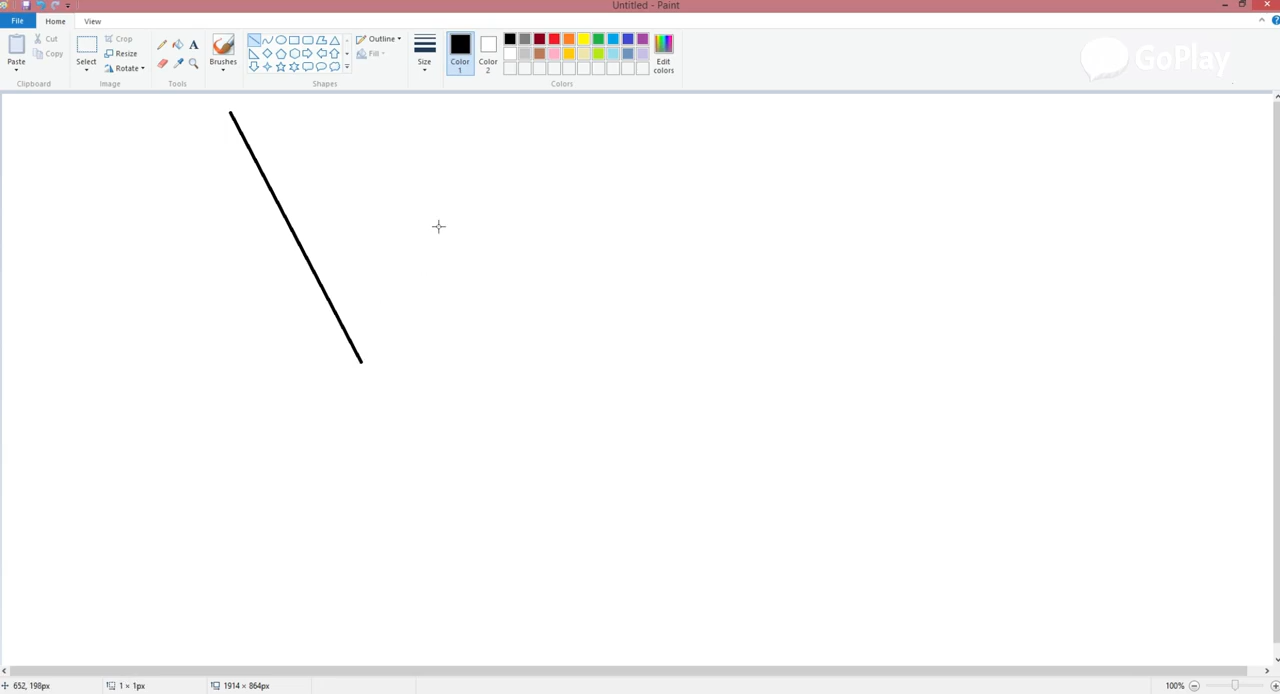 Untitled - Paint
File Home View
Paste
Cut
Copy
Clipboard
Select
Crop
Resize
Rotate
Image
A
Tools
Brushes
Outline
Fill
Shapes
Size
Color 1
Color 2
Edit colors
Colors
GoPlay
652, 198px
1 × 1px
1914 × 864px
100%